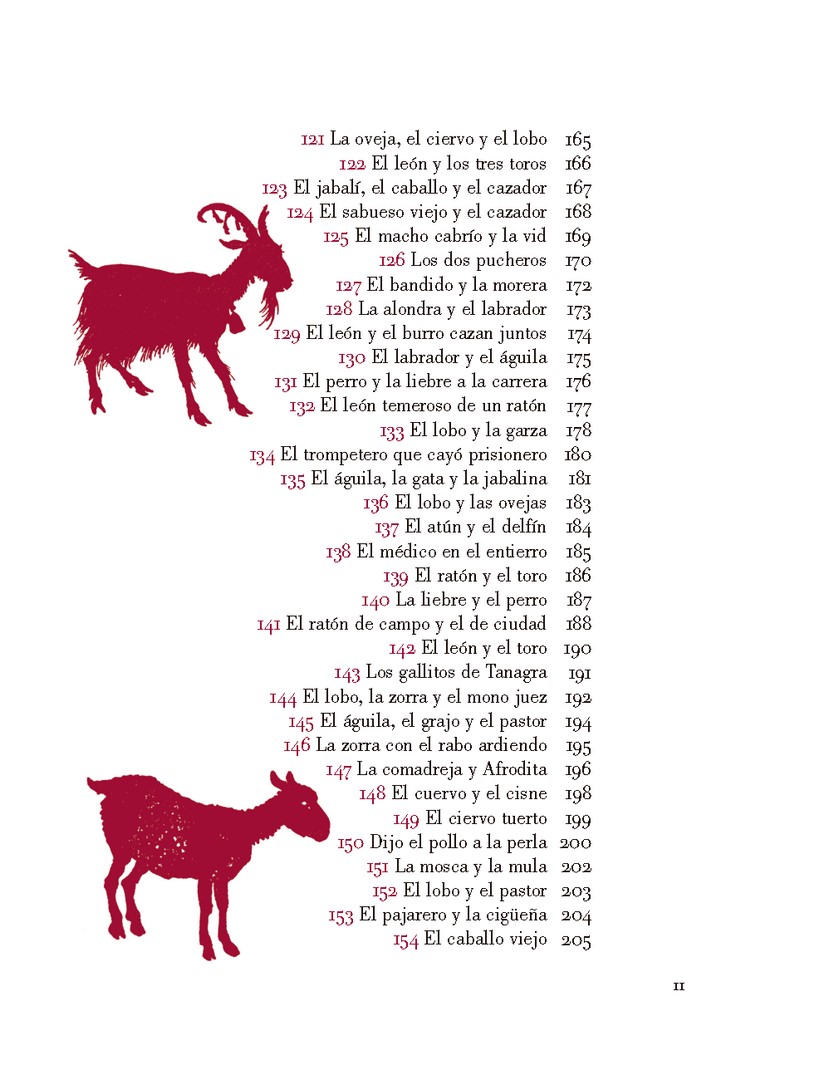 121 La oveja, el ciervo y el lobo 165
122 El león y los tres toros 166
123 El jabalí, el caballo y el cazador 167
124 El sabueso viejo y el cazador 168
125 El macho cabrío y la vid 169
126 Los dos pucheros 170
127 El bandido y la morera 172
128 La alondra y el labrador 173
129 El león y el burro cazan juntos 174
130 El labrador y el águila 175
131 El perro y la liebre a la carrera 176
132 El león temeroso de un ratón 177
133 El lobo y la garza 178
134 El trompetero que cayó prisionero 180
135 El águila, la gata y la jabalina 181
136 El lobo y las ovejas 183
137 El atún y el delfín 184
138 El médico en el entierro 185
139 El ratón y el toro 186
140 La liebre y el perro 187
141 El ratón de campo y el de ciudad 188
142 El león y el toro 190
143 Los gallitos de Tanagra 191
144 El lobo, la zorra y el mono juez 192
145 El águila, el grajo y el pastor 194
146 La zorra con el rabo ardiendo 195
147 La comadreja y Afrodita 196
148 El cuervo y el cisne 198
149 El ciervo tuerto 199
150 Dijo el pollo a la perla 200
151 La mosca y la mula 202
152 El lobo y el pastor 203
153 El pajarero y la cigüeña 204
154 El caballo viejo 205
11